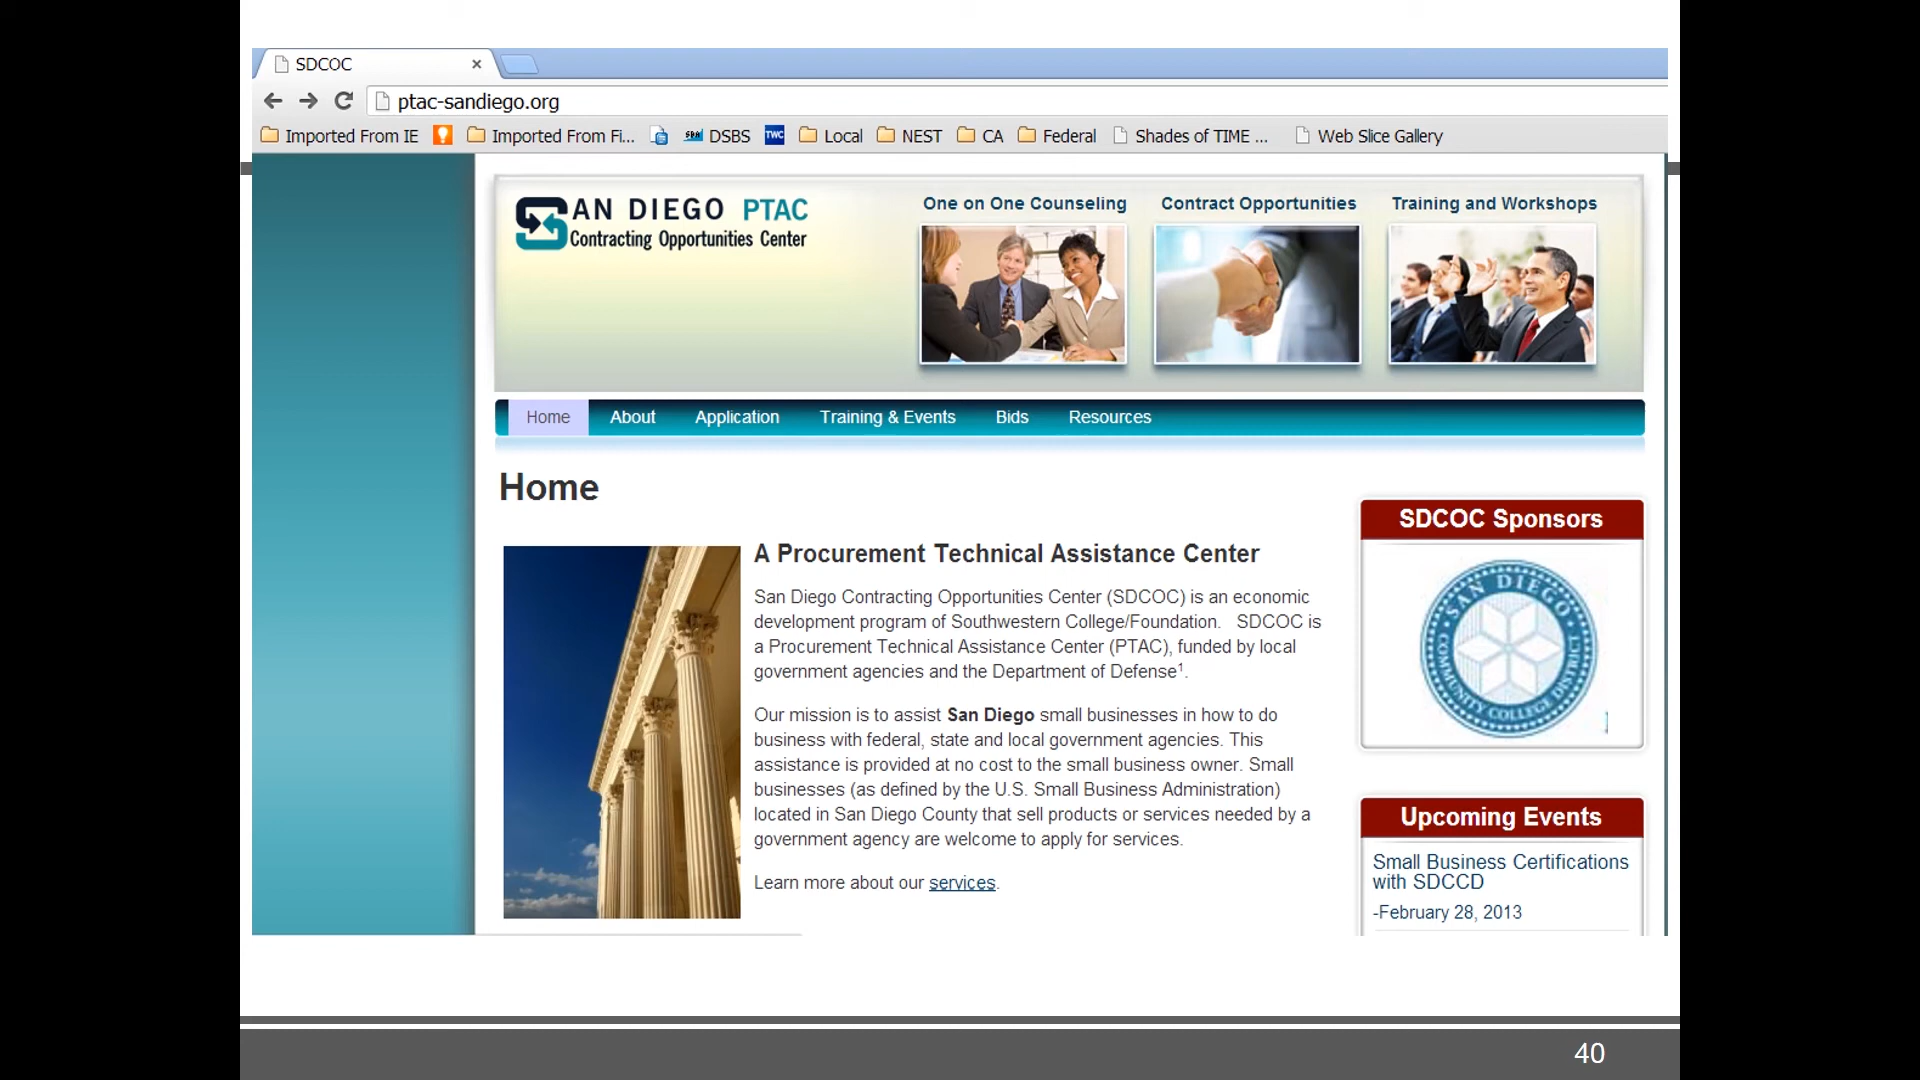 SDCOC
ptac-sandiego.org
Imported From IE
Imported From Fi...
SBA DSBS
TWC
Local
NEST
CA
Federal
Shades of TIME ...
Web Slice Gallery
SAN DIEGO PTAC
Contracting Opportunities Center
One on One Counseling
Contract Opportunities
Training and Workshops
Home
About
Application
Training & Events
Bids
Resources
Home
A Procurement Technical Assistance Center
San Diego Contracting Opportunities Center (SDCOC) is an economic
development program of Southwestern College/Foundation. SDCOC is
a Procurement Technical Assistance Center (PTAC), funded by local
government agencies and the Department of Defense¹.
Our mission is to assist San Diego small businesses in how to do
business with federal, state and local government agencies. This
assistance is provided at no cost to the small business owner. Small
businesses (as defined by the U.S. Small Business Administration)
located in San Diego County that sell products or services needed by a
government agency are welcome to apply for services.
Learn more about our services.
SDCOC Sponsors
SAN DIEGO
COMMUNITY COLLEGE DISTRICT
Upcoming Events
Small Business Certifications
with SDCCD
-February 28, 2013
40